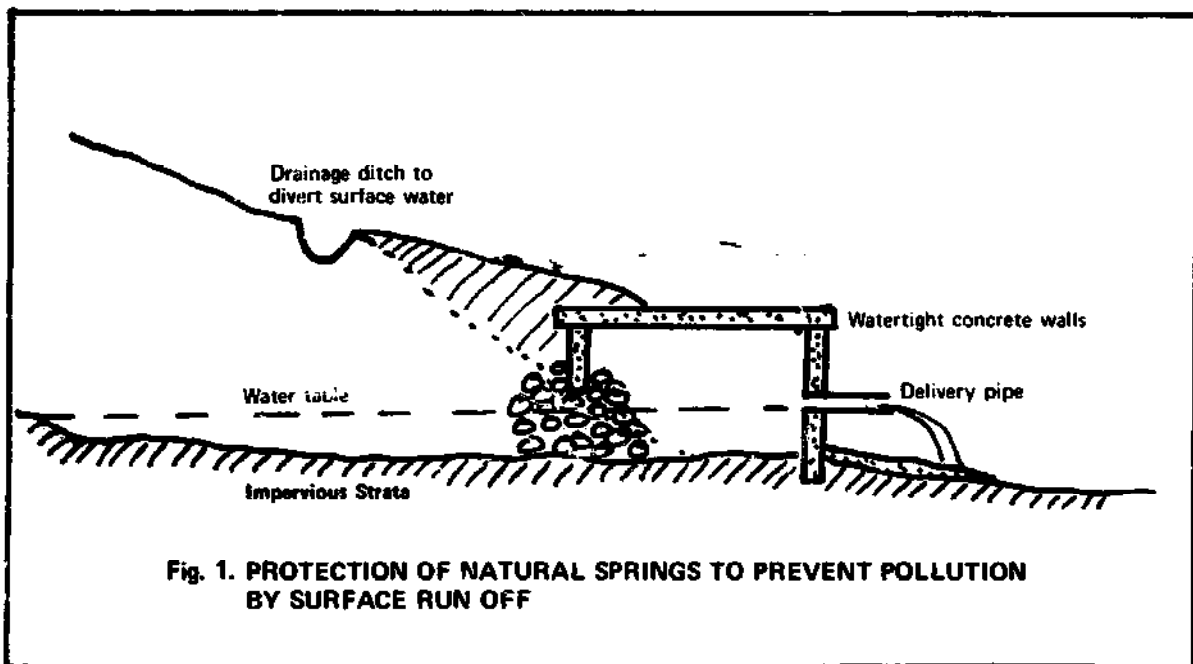 Drainage ditch to
divert surface water
Watertight concrete walls
Water table
Delivery pipe
Impervious Strata
Fig. 1. PROTECTION OF NATURAL SPRINGS TO PREVENT POLLUTION
BY SURFACE RUN OFF